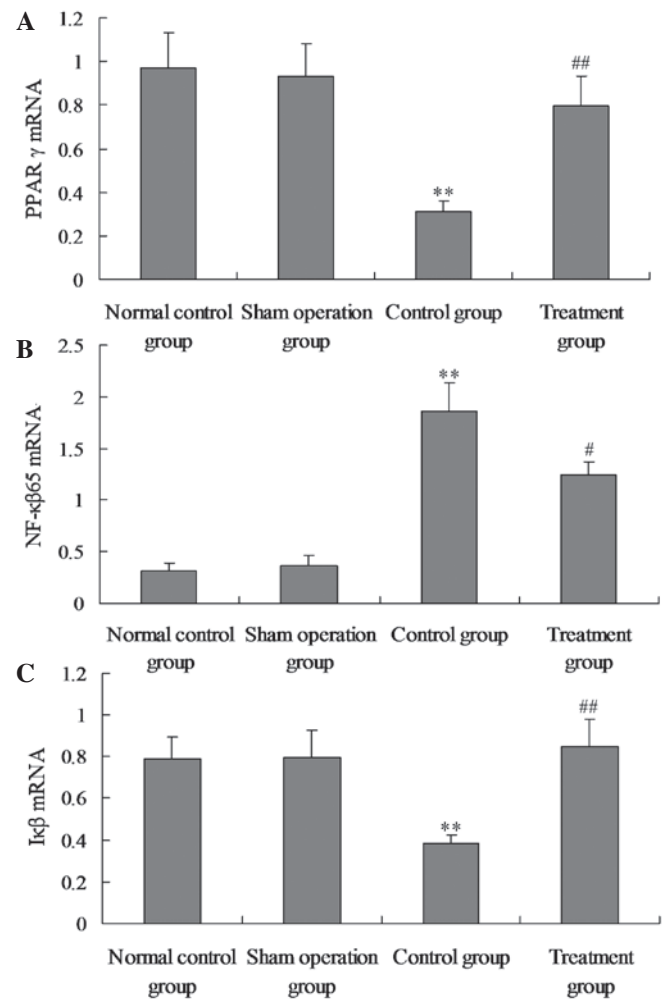 A
1.2
1
0.8
0.6
0.4
0.2
0
PPAR γ mRNA
**
##
Normal control group
Sham operation group
Control group
Treatment group
B
2.5
2
1.5
1
0.5
0
NF-κβ65 mRNA
**
#
Normal control group
Sham operation group
Control group
Treatment group
C
1.2
1
0.8
0.6
0.4
0.2
0
Iκβ mRNA
**
##
Normal control group
Sham operation group
Control group
Treatment group